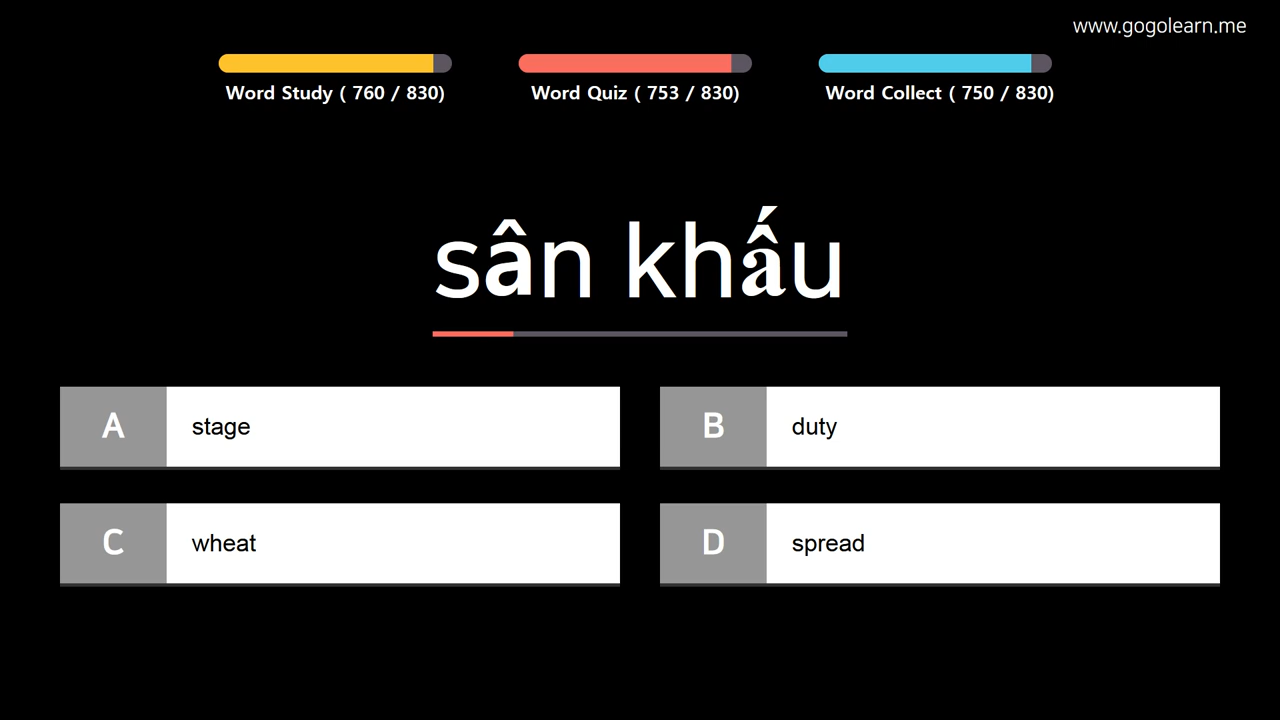 www.gogolearn.me
Word Study ( 760 / 830)
Word Quiz ( 753 / 830)
Word Collect ( 750 / 830)
sân khấu
A stage
B duty
C wheat
D spread